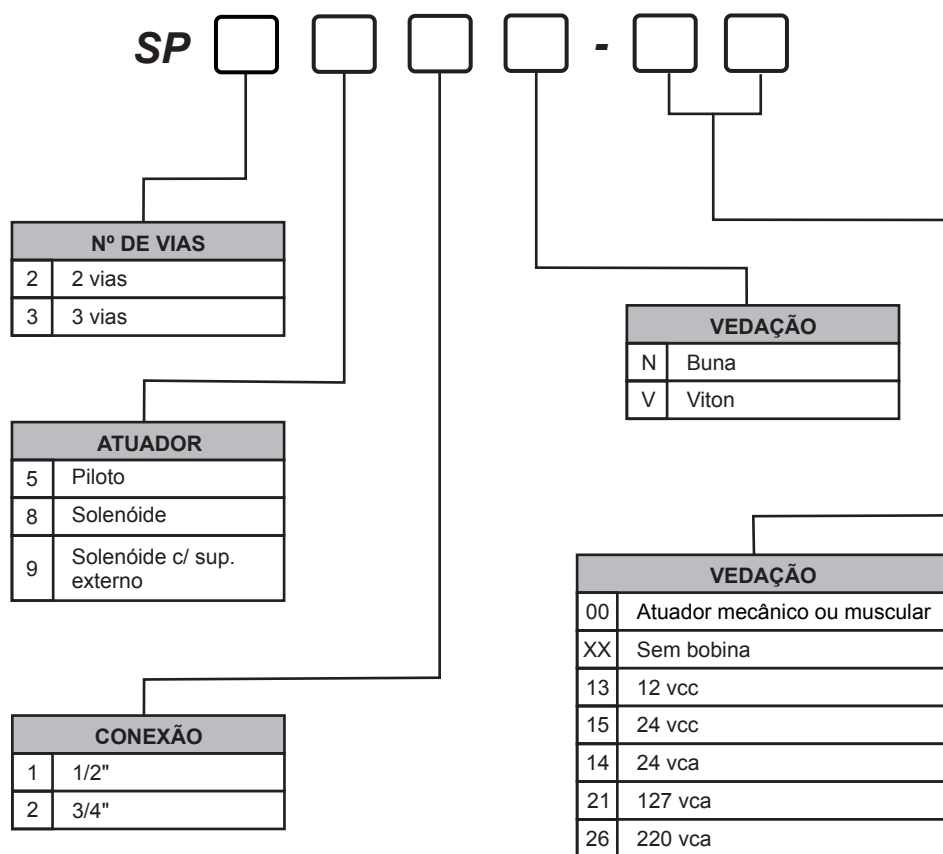 SP -
Nº DE VIAS
2 2 vias
3 3 vias
VEDAÇÃO
N Buna
V Viton
ATUADOR
5 Piloto
8 Solenóide
9 Solenóide c/ sup.
externo
VEDAÇÃO
00 Atuador mecânico ou muscular
XX Sem bobina
13 12 vcc
15 24 vcc
14 24 vca
21 127 vca
26 220 vca
CONEXÃO
1 1/2"
2 3/4"